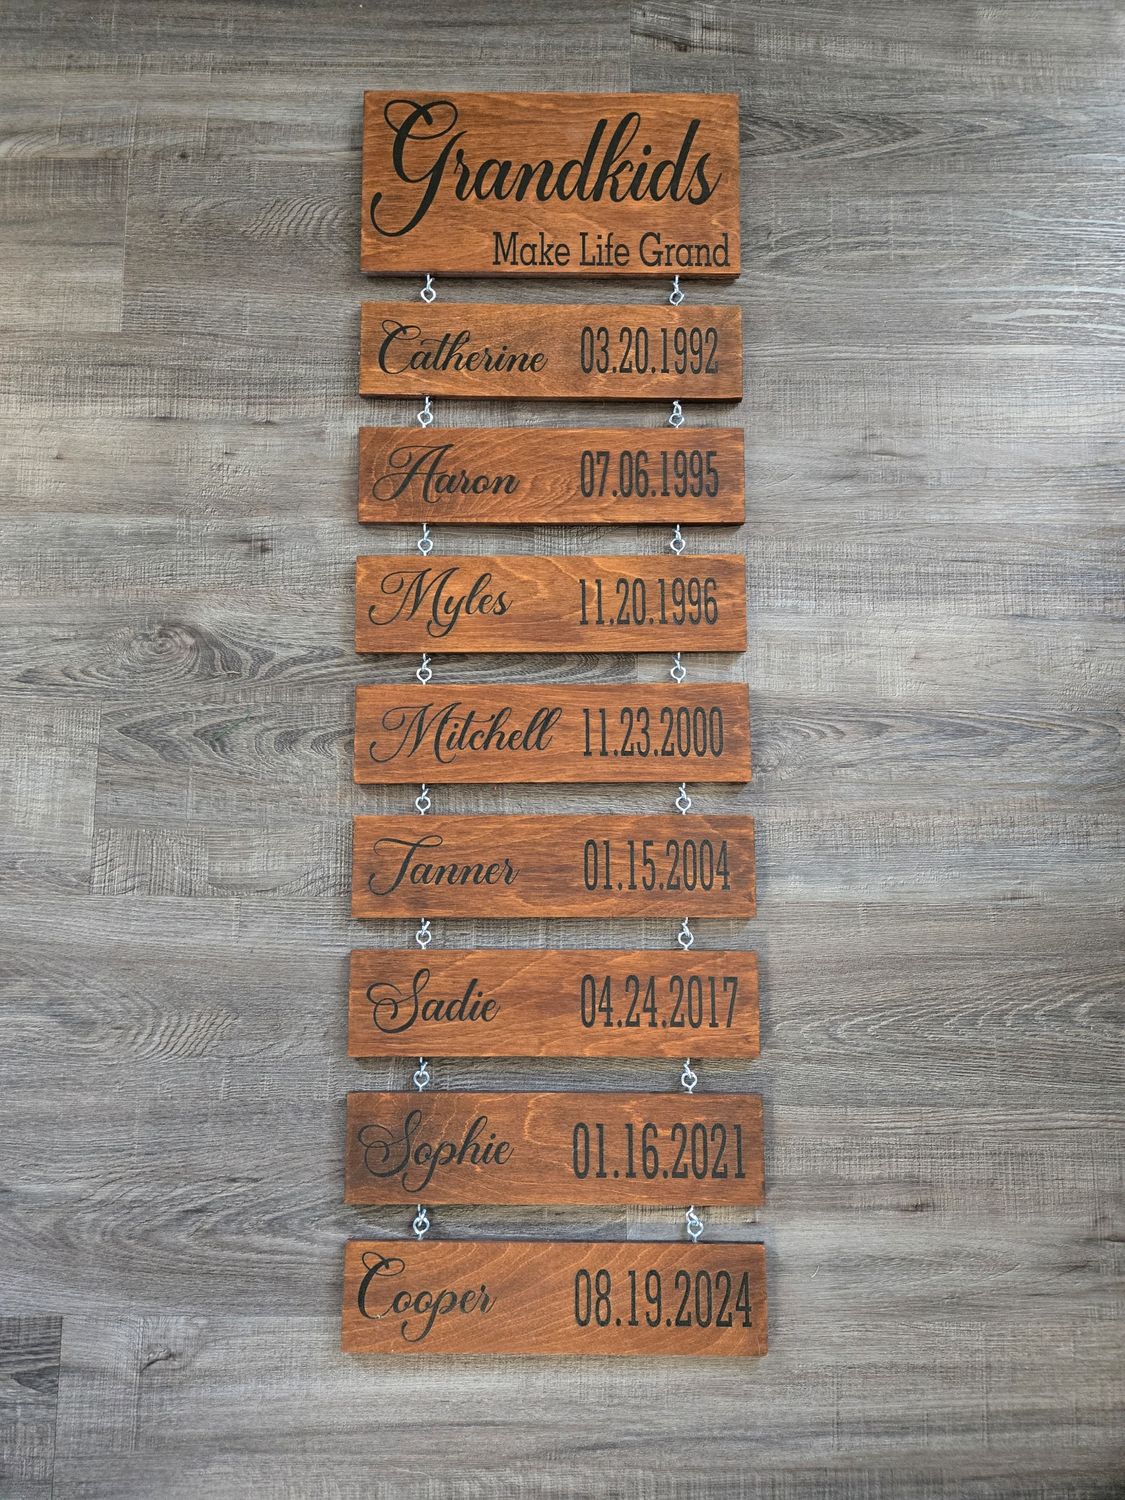 Grandkids
Make Life Grand
Catherine 03.20.1992
Aaron 07.06.1995
Myles 11.20.1996
Mitchell 11.23.2000
Tanner 01.15.2004
Sadie 04.24.2017
Sophie 01.16.2021
Cooper 08.19.2024